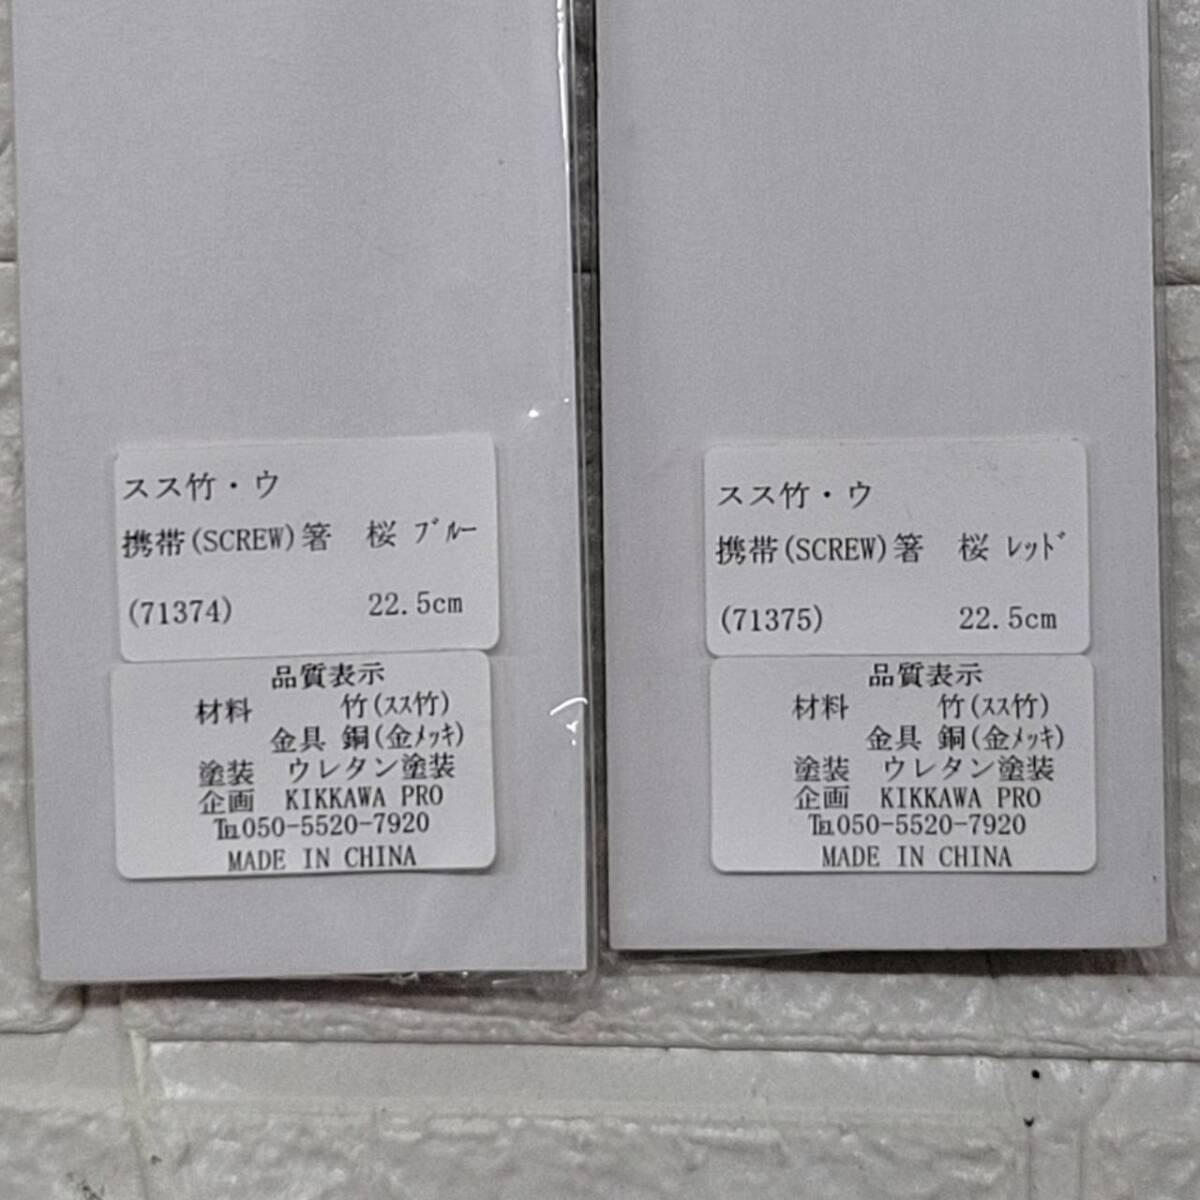 スス竹・ウ
携帯(SCREW)箸 桜 ﾌﾞﾙｰ
(71374) 22.5cm
品質表示
材料 竹(ｽｽ竹)
金具 銅(金ﾒｯｷ)
塗装 ウレタン塗装
企画 KIKKAWA PRO
℡050-5520-7920
MADE IN CHINA
スス竹・ウ
携帯(SCREW)箸 桜 ﾚｯﾄﾞ
(71375) 22.5cm
品質表示
材料 竹(ｽｽ竹)
金具 銅(金ﾒｯｷ)
塗装 ウレタン塗装
企画 KIKKAWA PRO
℡050-5520-7920
MADE IN CHINA